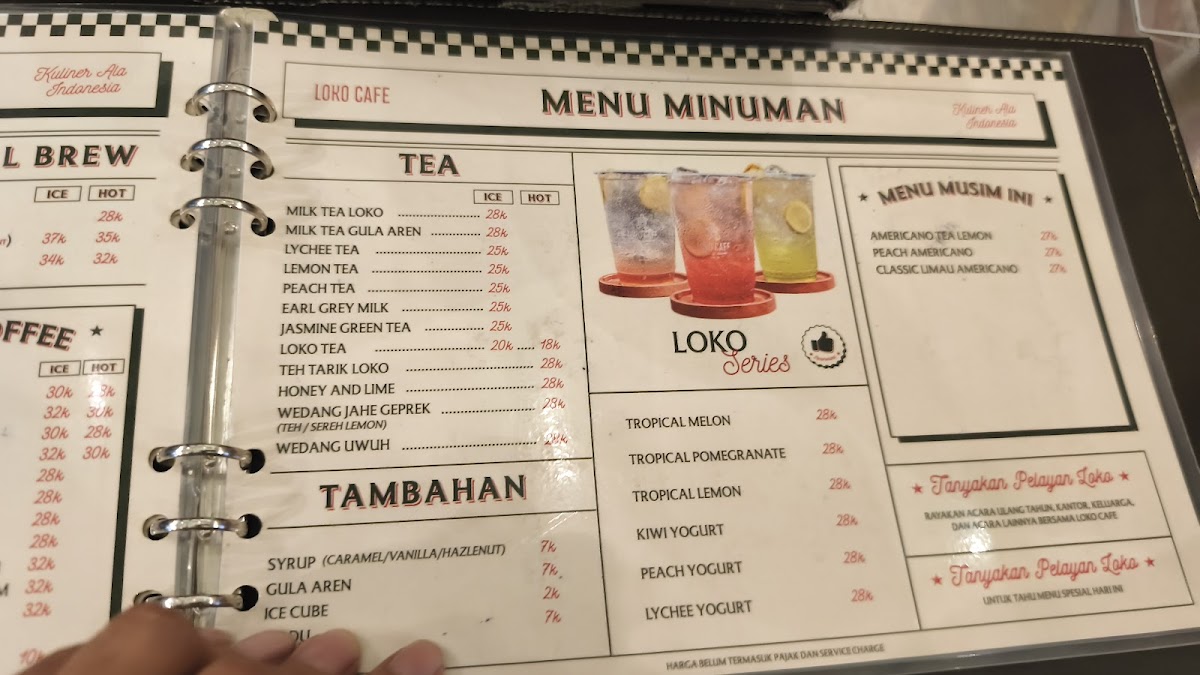 Kuliner Ala
Indonesia
L BREW
ICE HOT
28k
37k 35k
34k 32k
OFFEE ★
ICE HOT
30k 28k
32k 30k
30k 28k
32k 30k
28k
28k
28k
28k
32k
M 32k
32k
10k
LOKO CAFE
MENU MINUMAN
Kuliner Ala
Indonesia
TEA
ICE HOT
MILK TEA LOKO 28k
MILK TEA GULA AREN 28k
LYCHEE TEA 25k
LEMON TEA 25k
PEACH TEA 25k
EARL GREY MILK 25k
JASMINE GREEN TEA 25k
LOKO TEA 20k 18k
TEH TARIK LOKO 28k
HONEY AND LIME 28k
WEDANG JAHE GEPREK 28k
(TEH / SEREH LEMON)
WEDANG UWUH 28k
TAMBAHAN
SYRUP (CARAMEL/VANILLA/HAZLENUT) 7k
GULA AREN 7k
ICE CUBE 2k
DU 7k
LOKO
Series
TROPICAL MELON 28k
TROPICAL POMEGRANATE 28k
TROPICAL LEMON 28k
KIWI YOGURT 28k
PEACH YOGURT 28k
LYCHEE YOGURT 28k
★ MENU MUSIM INI ★
AMERICANO TEA LEMON 27k
PEACH AMERICANO 27k
CLASSIC LIMAU AMERICANO 27k
★ Tanyakan Pelayan Loko ★
RAYAKAN ACARA ULANG TAHUN, KANTOR, KELUARGA,
DAN ACARA LAINNYA BERSAMA LOKO CAFE
★ Tanyakan Pelayan Loko ★
UNTUK TAHU MENU SPESIAL HARI INI
HARGA BELUM TERMASUK PAJAK DAN SERVICE CHARGE